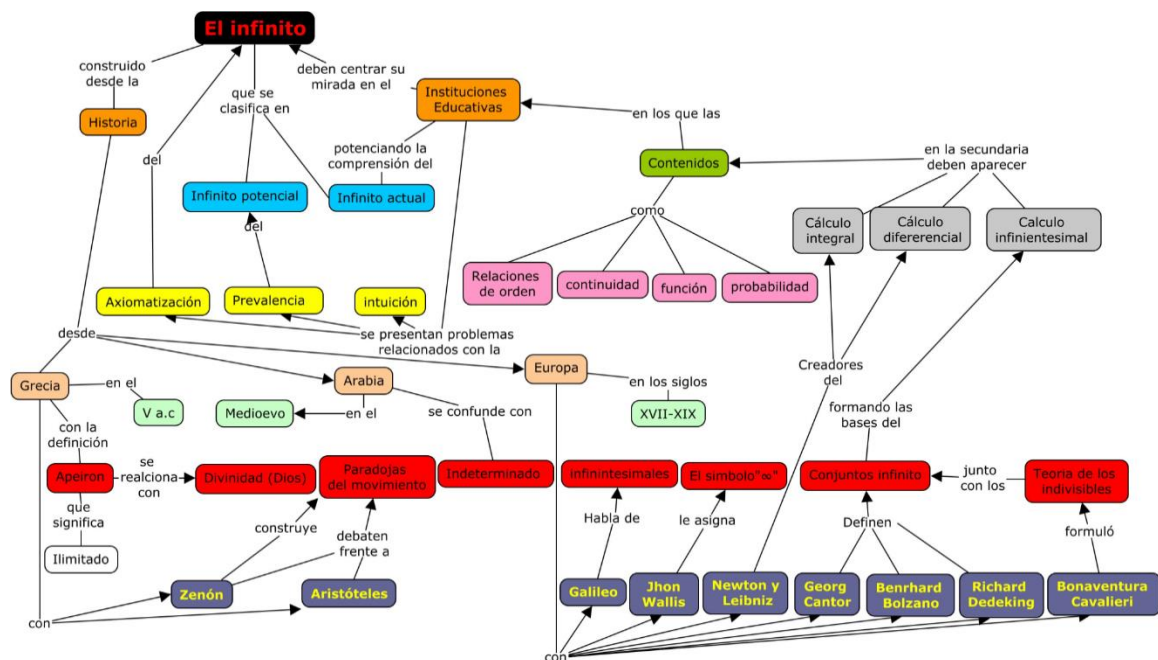 El infinito
construido
desde la
que se
clasifica en
deben centrar su
mirada en el
Instituciones
Educativas
Historia
en los que las
del
potenciando la
comprensión del
Contenidos
en la secundaria
deben aparecer
Infinito potencial
Infinito actual
como
Cálculo
integral
Cálculo
difererencial
Calculo
infinientesimal
del
Relaciones
de orden
continuidad
función
probabilidad
Axiomatización
Prevalencia
intuición
desde
se presentan problemas
relacionados con la
Grecia
en el
Arabia
Europa
en los siglos
Creadores
del
V a.c
Medioevo
en el
se confunde con
XVII-XIX
formando las
bases del
con la
definición
Apeiron
se
realciona
con
Divinidad (Dios)
Paradojas
del movimiento
Indeterminado
infinintesimales
El simbolo"∞"
Conjuntos infinito
junto
con los
Teoria de los
indivisibles
que
significa
construye
debaten
frente a
Habla de
le asigna
Definen
formuló
Ilimitado
Zenón
Aristóteles
Galileo
Jhon
Wallis
Newton y
Leibniz
Georg
Cantor
Benrhard
Bolzano
Richard
Dedeking
Bonaventura
Cavalieri
con
con